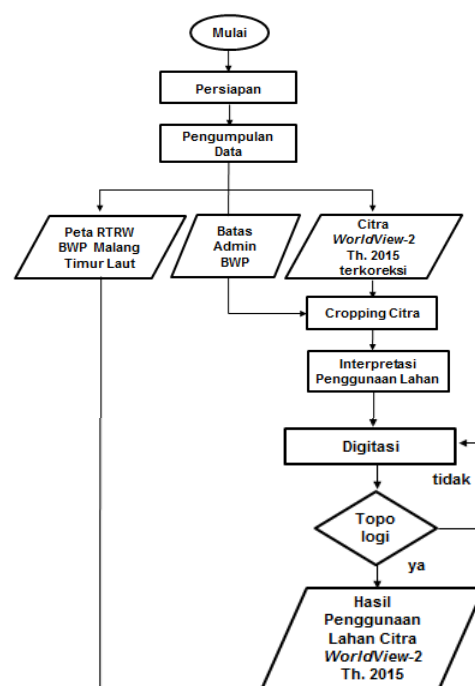 Mulai
Persiapan
Pengumpulan
Data
Peta RTRW
BWP Malang
Timur Laut
Batas
Admin
BWP
Citra
WorldView-2
Th. 2015
terkoreksi
Cropping Citra
Interpretasi
Penggunaan Lahan
Digitasi
tidak
Topo
logi
ya
Hasil
Penggunaan
Lahan Citra
WorldView-2
Th. 2015